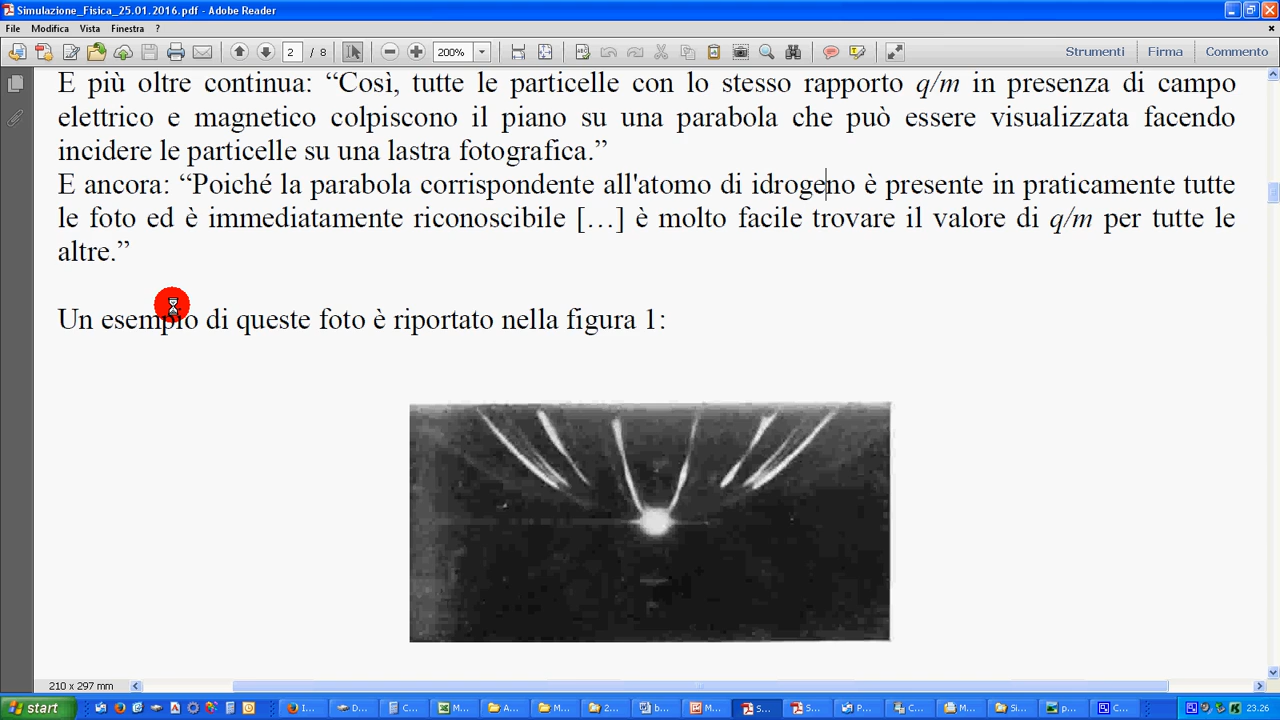 Simulazione_Fisica_25.01.2016.pdf - Adobe Reader
File Modifica Vista Finestra ?
2 / 8 200% Strumenti Firma Commento
E più oltre continua: “Così, tutte le particelle con lo stesso rapporto q/m in presenza di campo
elettrico e magnetico colpiscono il piano su una parabola che può essere visualizzata facendo
incidere le particelle su una lastra fotografica.”
E ancora: “Poiché la parabola corrispondente all'atomo di idrogeno è presente in praticamente tutte
le foto ed è immediatamente riconoscibile […] è molto facile trovare il valore di q/m per tutte le
altre.”
Un esempio di queste foto è riportato nella figura 1:
210 x 297 mm
start I... D... C... M... A... M... 2... b... M... S... S... P... C... M... Si... p... C... 23.26